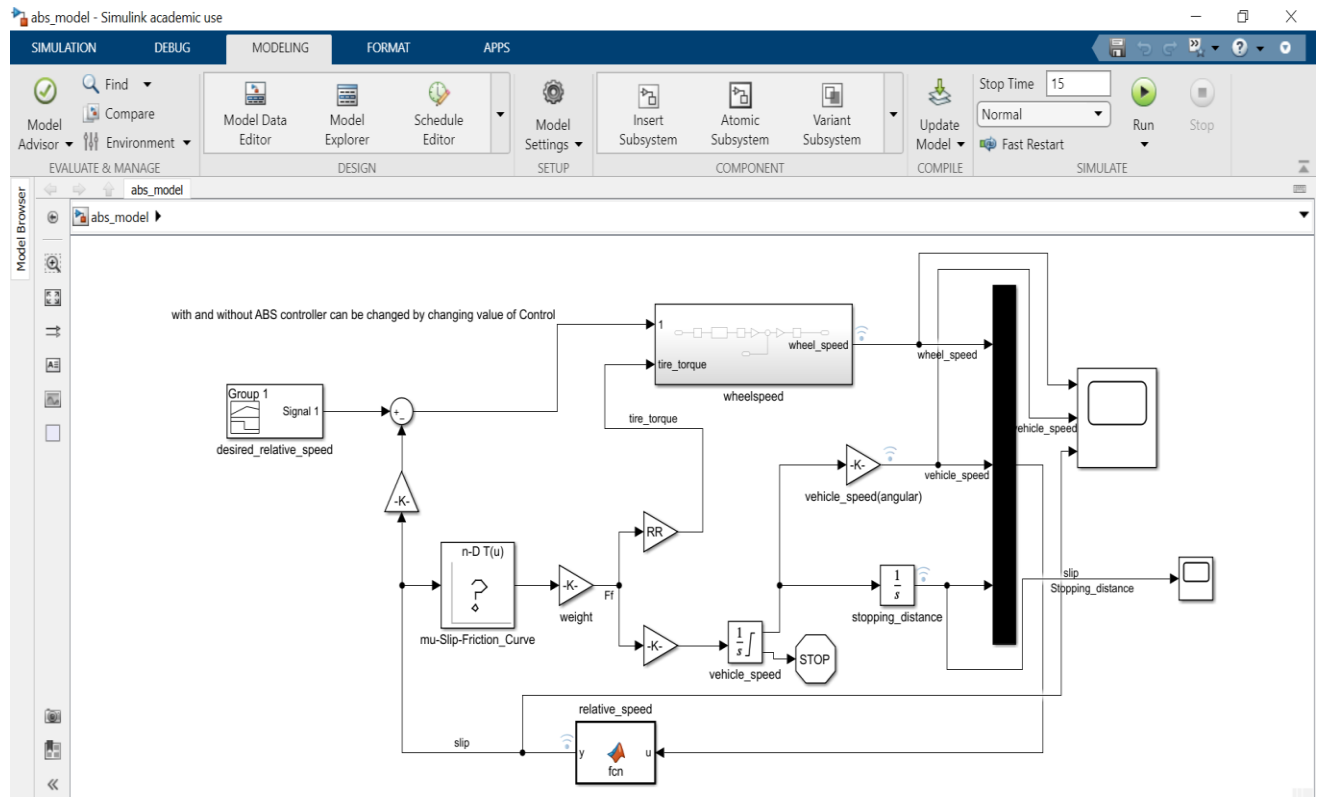 abs_model - Simulink academic use
SIMULATION DEBUG MODELING FORMAT APPS
Model Advisor
Find
Compare
Environment
Model Data Editor
Model Explorer
Schedule Editor
Model Settings
Insert Subsystem
Atomic Subsystem
Variant Subsystem
Update Model
Stop Time 15
Normal
Fast Restart
Run
Stop
EVALUATE & MANAGE DESIGN SETUP COMPONENT COMPILE SIMULATE
Model Browser
abs_model
abs_model
with and without ABS controller can be changed by changing value of Control
1
wheel_speed
tire_torque
wheelspeed
wheel_speed
Group 1
Signal 1
desired_relative_speed
+
-
tire_torque
vehicle_speed
-K-
vehicle_speed
vehicle_speed(angular)
-K-
RR
n-D T(u)
mu-Slip-Friction_Curve
-K-
Ff
weight
1
s
stopping_distance
slip
Stopping_distance
-K-
1
s
vehicle_speed
STOP
relative_speed
slip
y
u
fcn